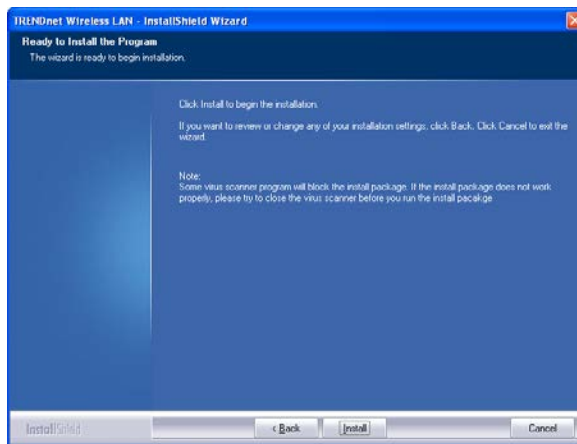 TRENDnet Wireless LAN - InstallShield Wizard
Ready to Install the Program
The wizard is ready to begin installation.
Click Install to begin the installation.
If you want to review or change any of your installation settings, click Back. Click Cancel to exit the
wizard.
Note:
Some virus scanner program will block the install package. If the install package does not work
properly, please try to close the virus scanner before you run the install pacakge
InstallShield
< Back
Install
Cancel